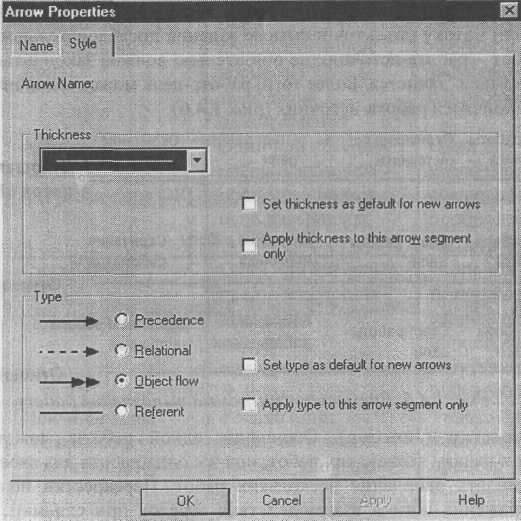 Arrow Properties
Name
Style
Arrow Name:
Thickness
Set thickness as default for new arrows
Apply thickness to this arrow segment
only
Type
Precedence
Relational
Object flow
Referent
Set type as default for new arrows
Apply type to this arrow segment only
OK
Cancel
Apply
Help